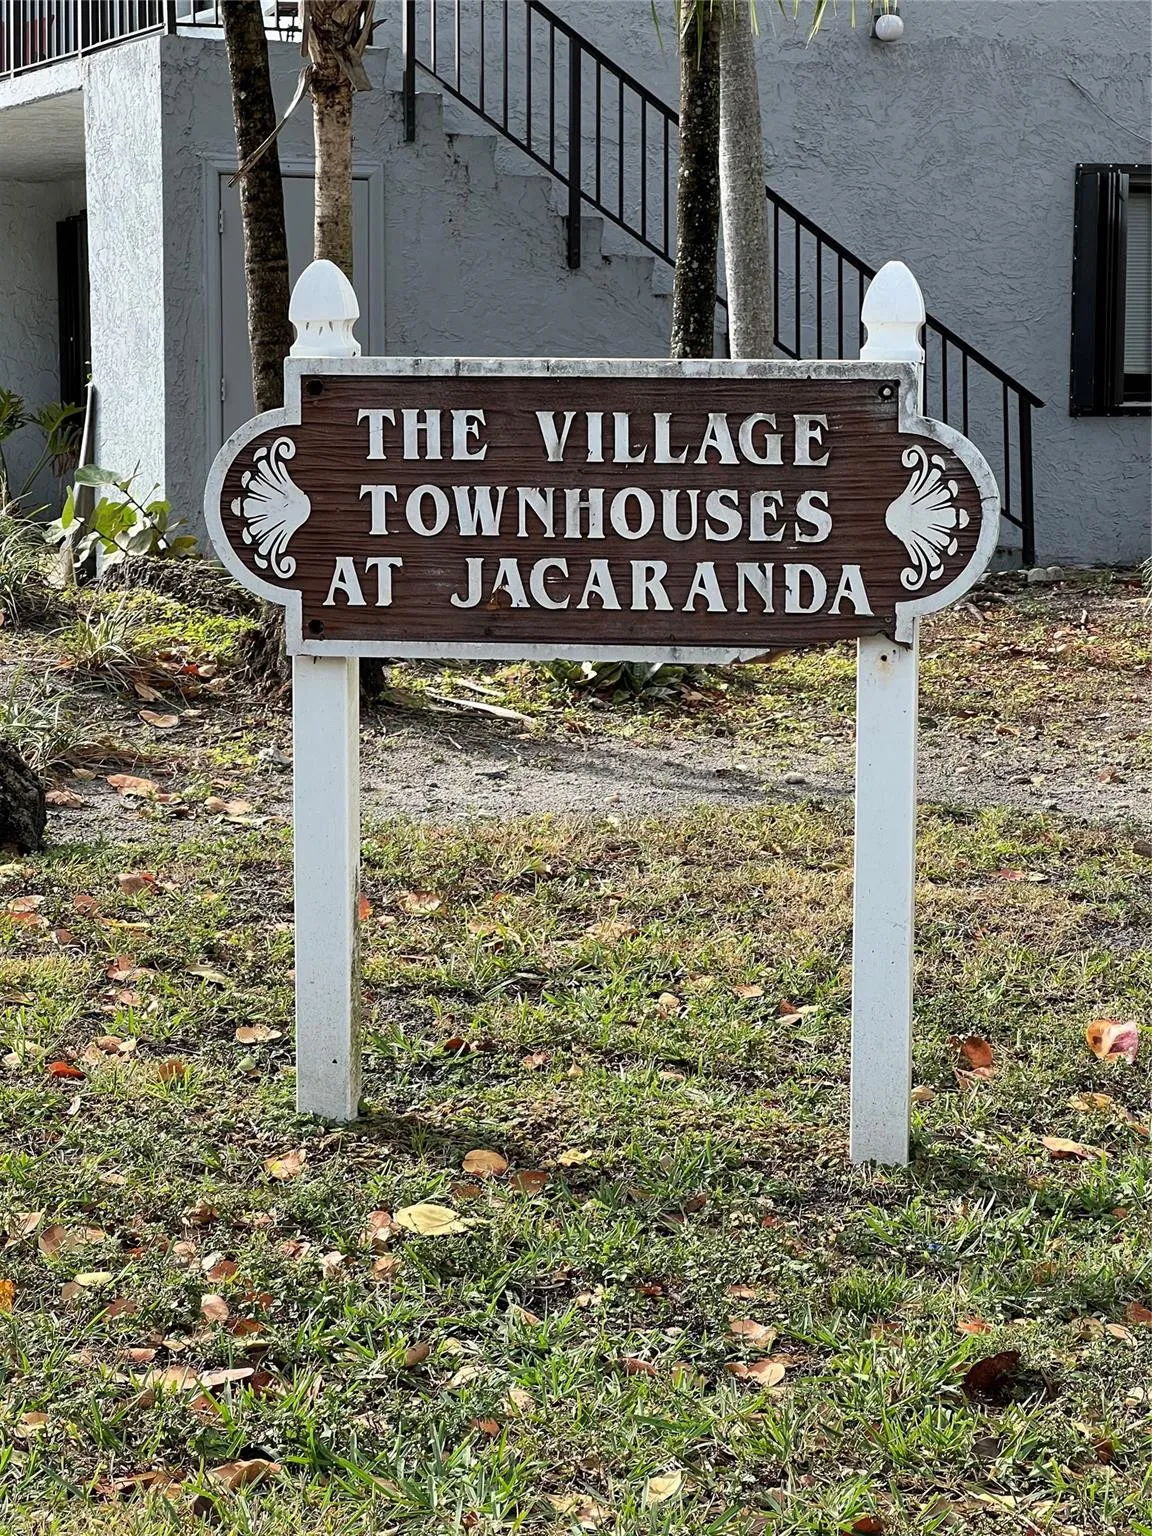 THE VILLAGE
TOWNHOUSES
AT JACARANDA